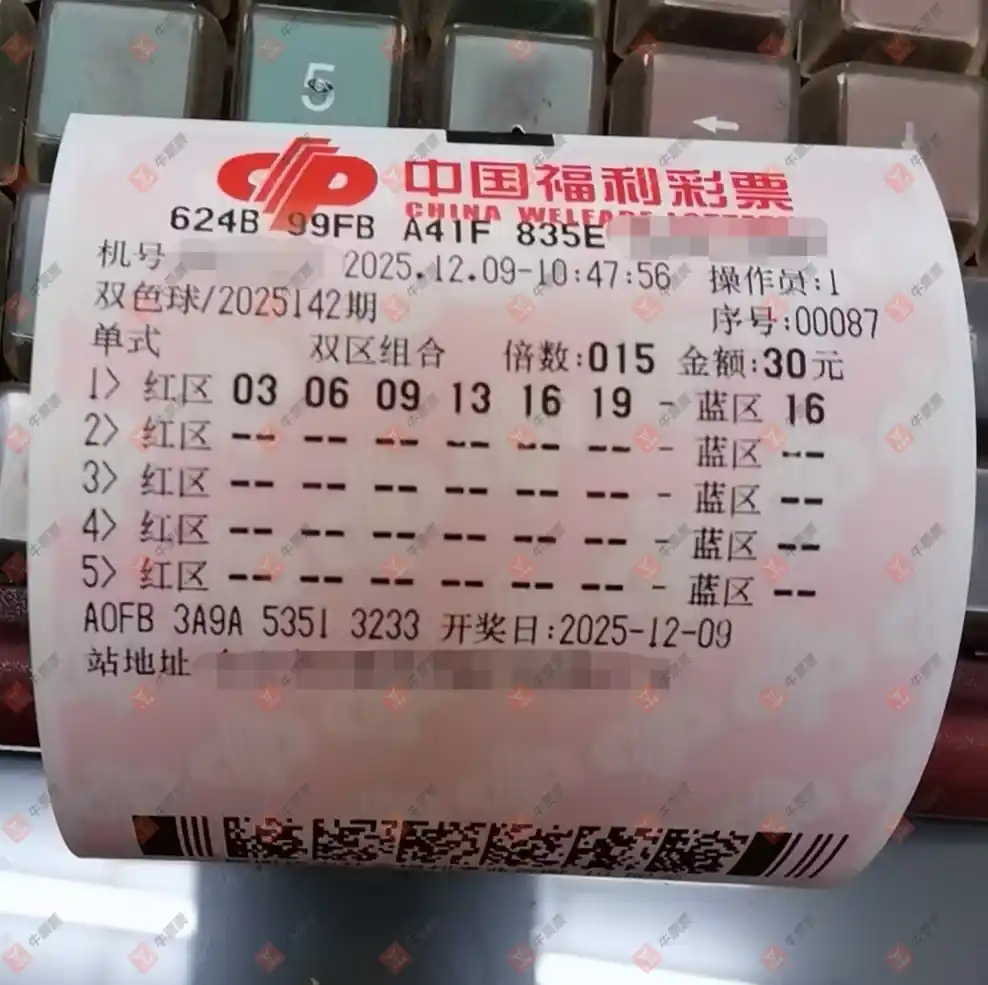 5
←
中国福利彩票
CHINA WELFARE LOTTERY
624B 99FB A41F 835E
机号 2025.12.09-10:47:56 操作员:1
双色球/2025142期 序号:00087
单式 双区组合 倍数:015 金额:30元
1> 红区 03 06 09 13 16 19 - 蓝区 16
2> 红区 -- -- -- -- -- -- - 蓝区 --
3> 红区 -- -- -- -- -- -- - 蓝区 --
4> 红区 -- -- -- -- -- -- - 蓝区 --
5> 红区 -- -- -- -- -- -- - 蓝区 --
A0FB 3A9A 5351 3233 开奖日:2025-12-09
站地址